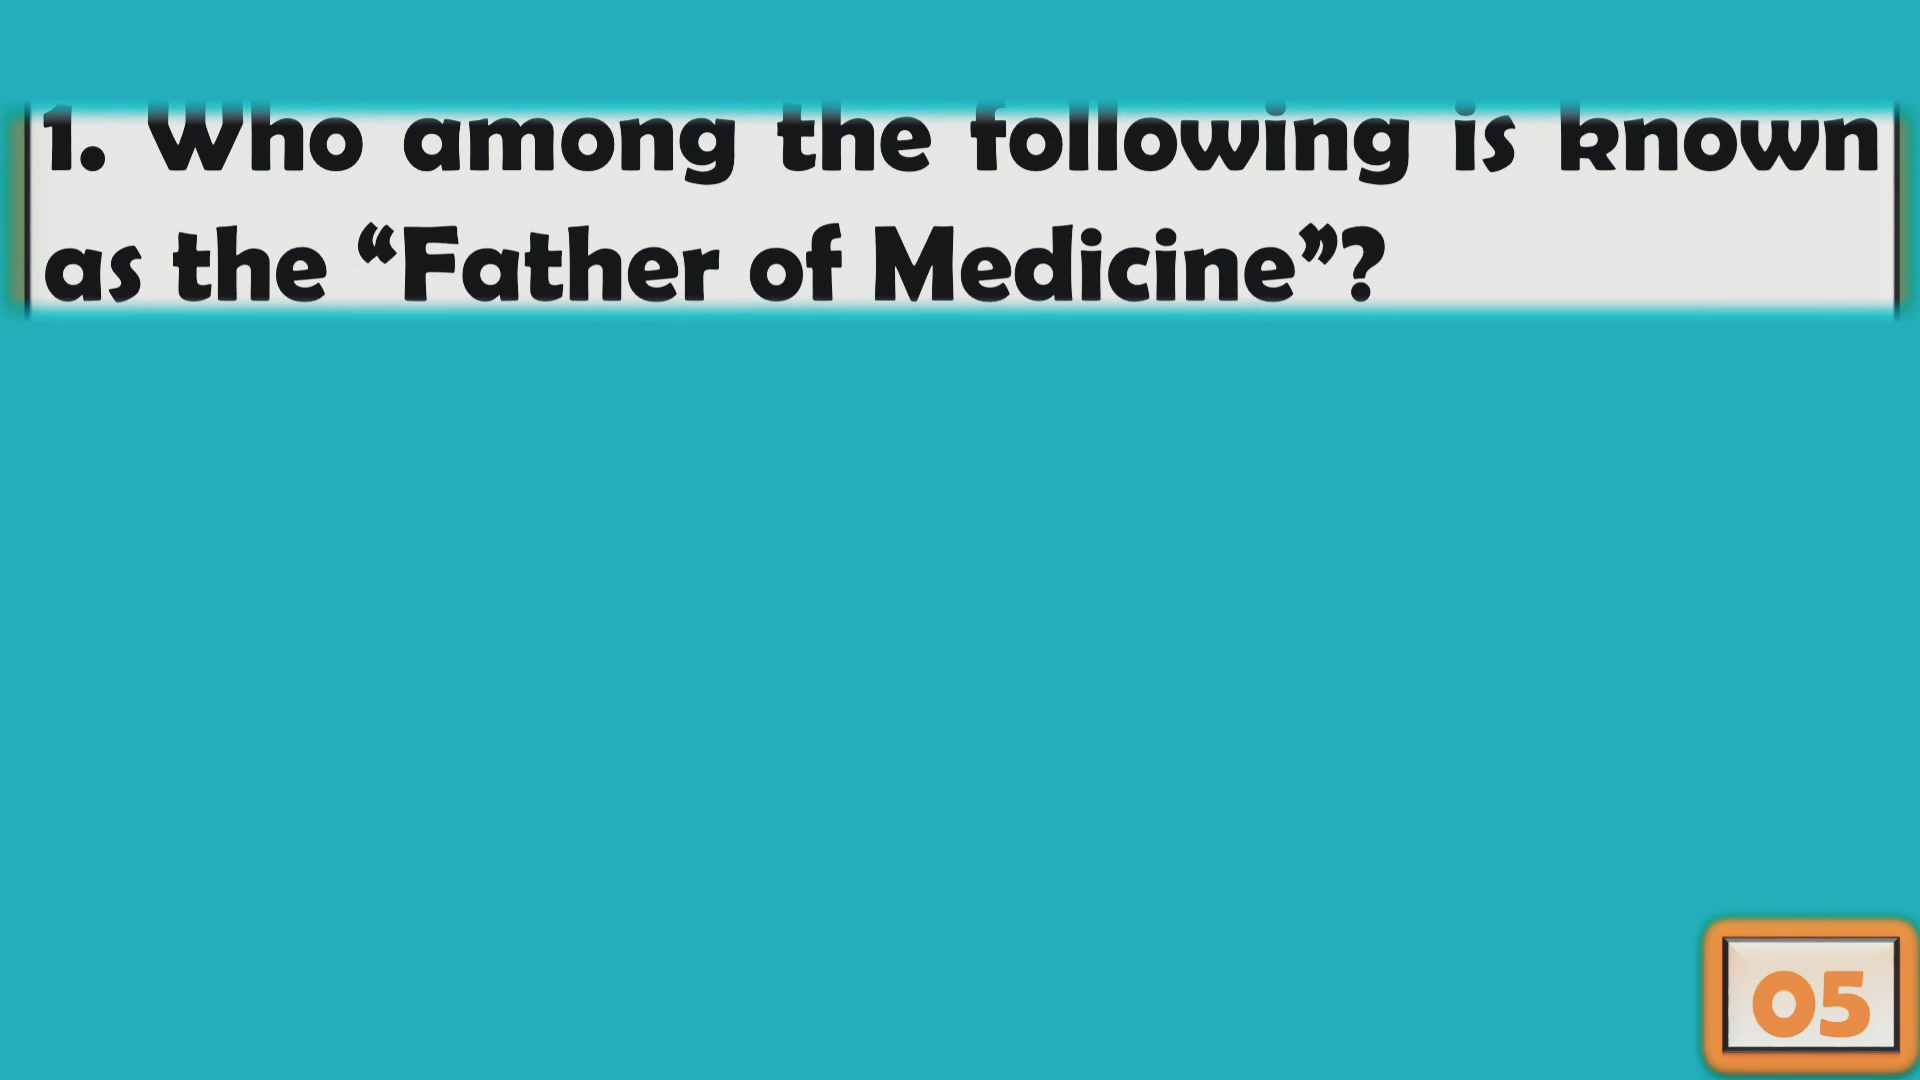 1. Who among the following is known
as the “Father of Medicine”?
05